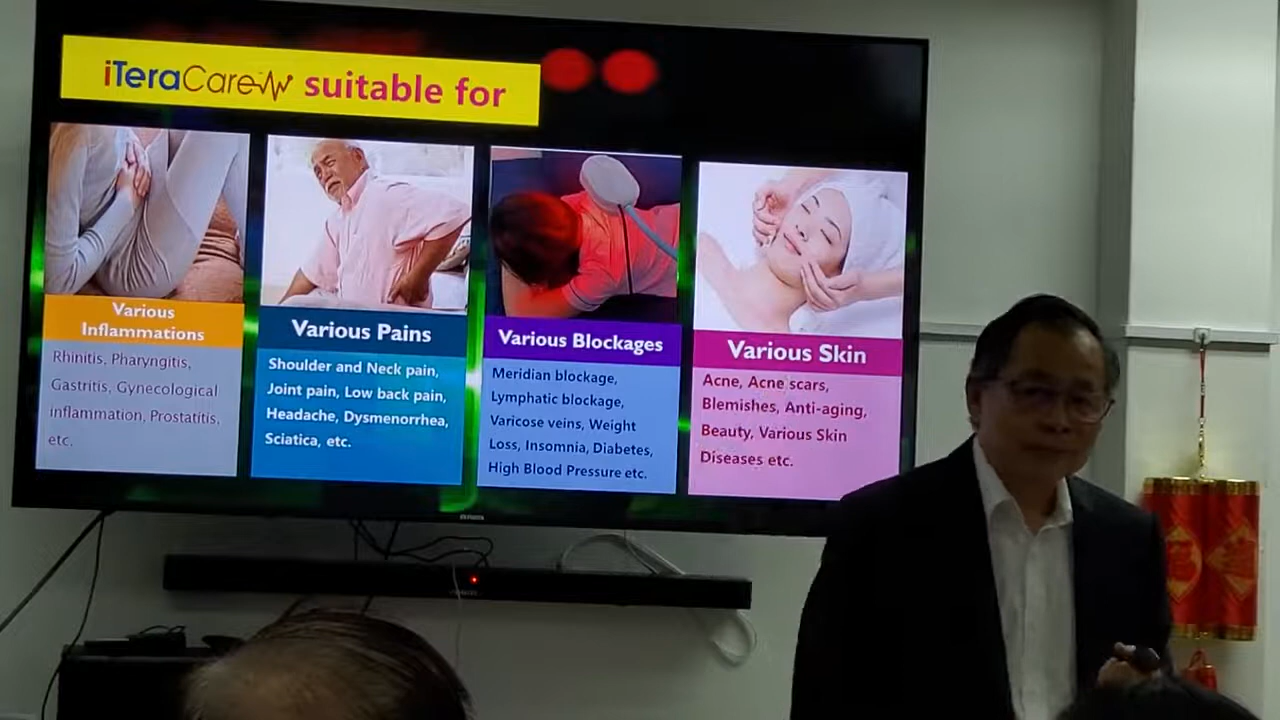 iTeraCare suitable for
Various
Inflammations
Rhinitis, Pharyngitis,
Gastritis, Gynecological
inflammation, Prostatitis,
etc.
Various Pains
Shoulder and Neck pain,
Joint pain, Low back pain,
Headache, Dysmenorrhea,
Sciatica, etc.
Various Blockages
Meridian blockage,
Lymphatic blockage,
Varicose veins, Weight
Loss, Insomnia, Diabetes,
High Blood Pressure etc.
Various Skin
Acne, Acne scars,
Blemishes, Anti-aging,
Beauty, Various Skin
Diseases etc.